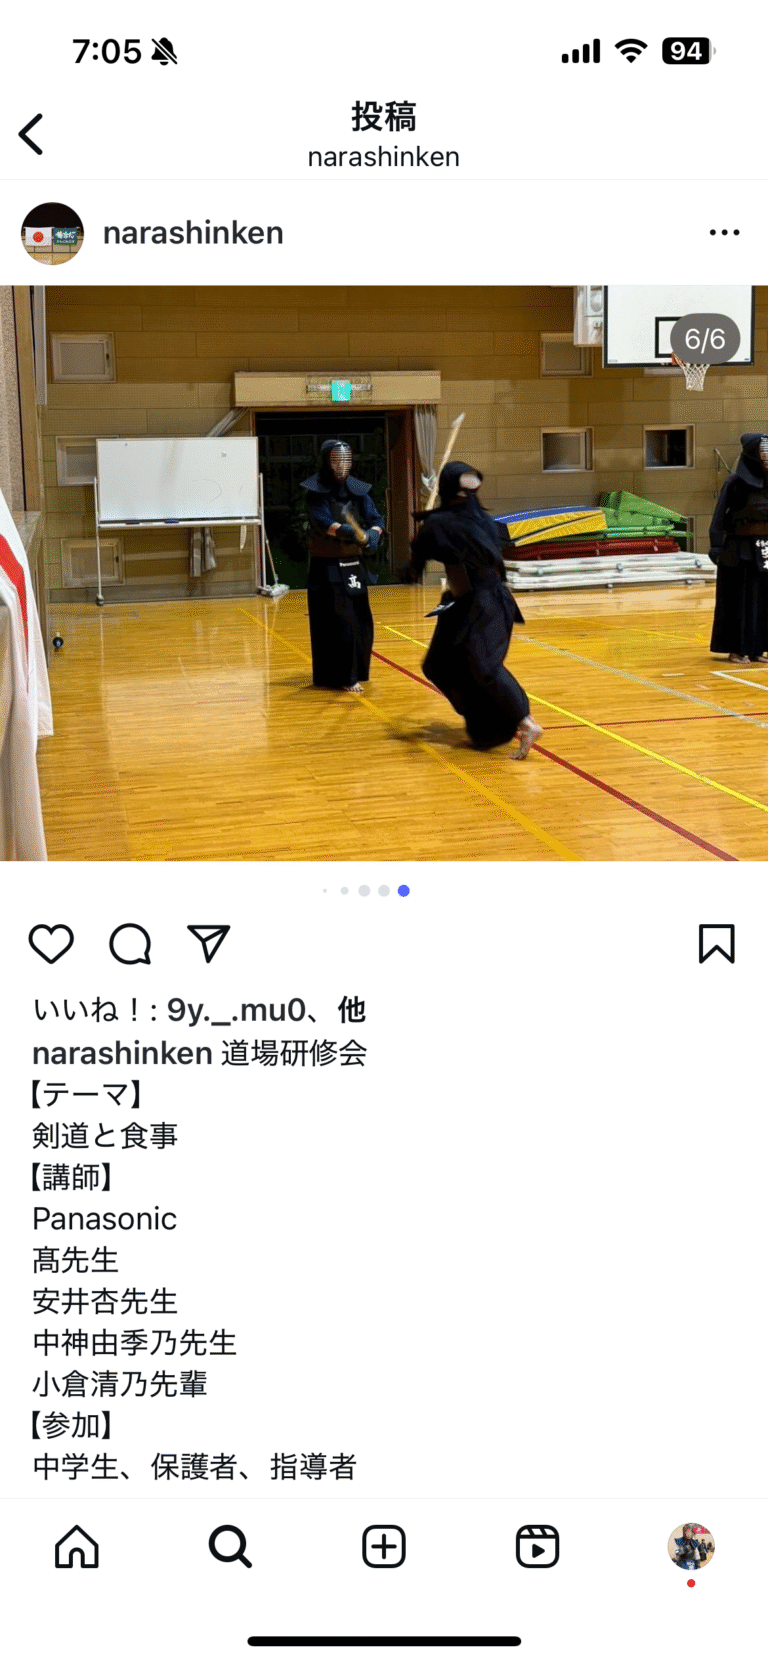 7:05
94
投稿
narashinken
narashinken
6/6
Panasonic
髙
いいね！: 9y._.mu0、他
narashinken 道場研修会
【テーマ】
剣道と食事
【講師】
Panasonic
髙先生
安井杏先生
中神由季乃先生
小倉清乃先輩
【参加】
中学生、保護者、指導者